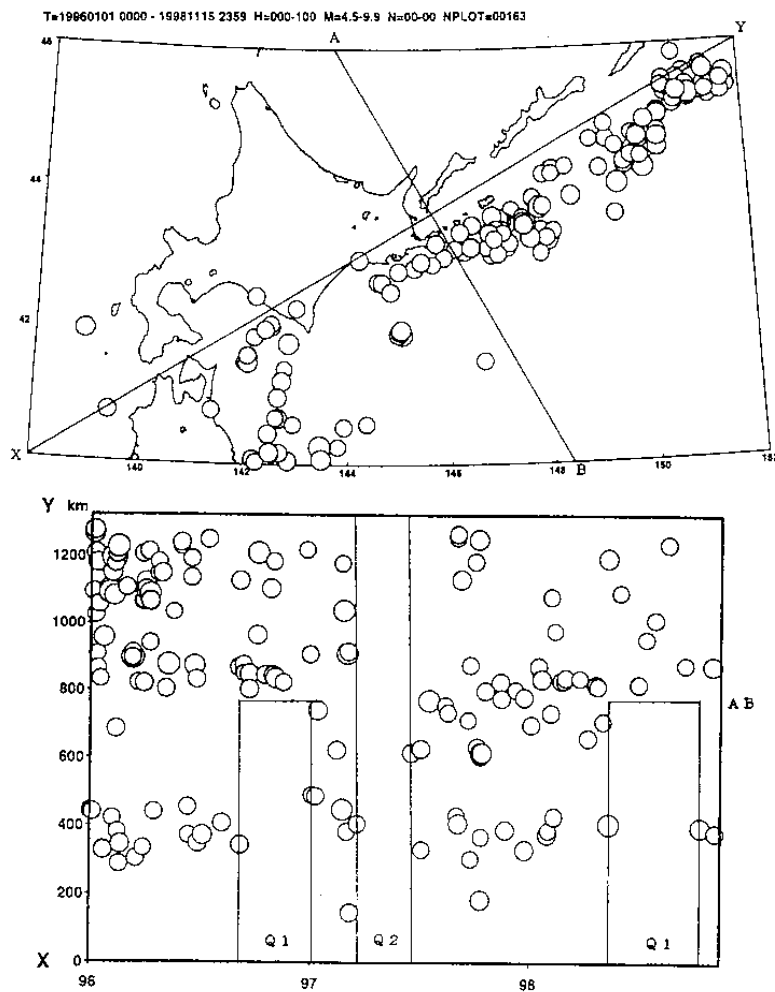 T=19960101 0000 - 19981115 2359 H=000-100 M=4.5-9.9 N=00-00 NPLOT=00163
A
Y
46
44
42
X
140 142 144 146 148 150 152
B
Y km
1200
1000
800
A B
600
400
200
Q 1 Q 2 Q 1
X 0
96 97 98